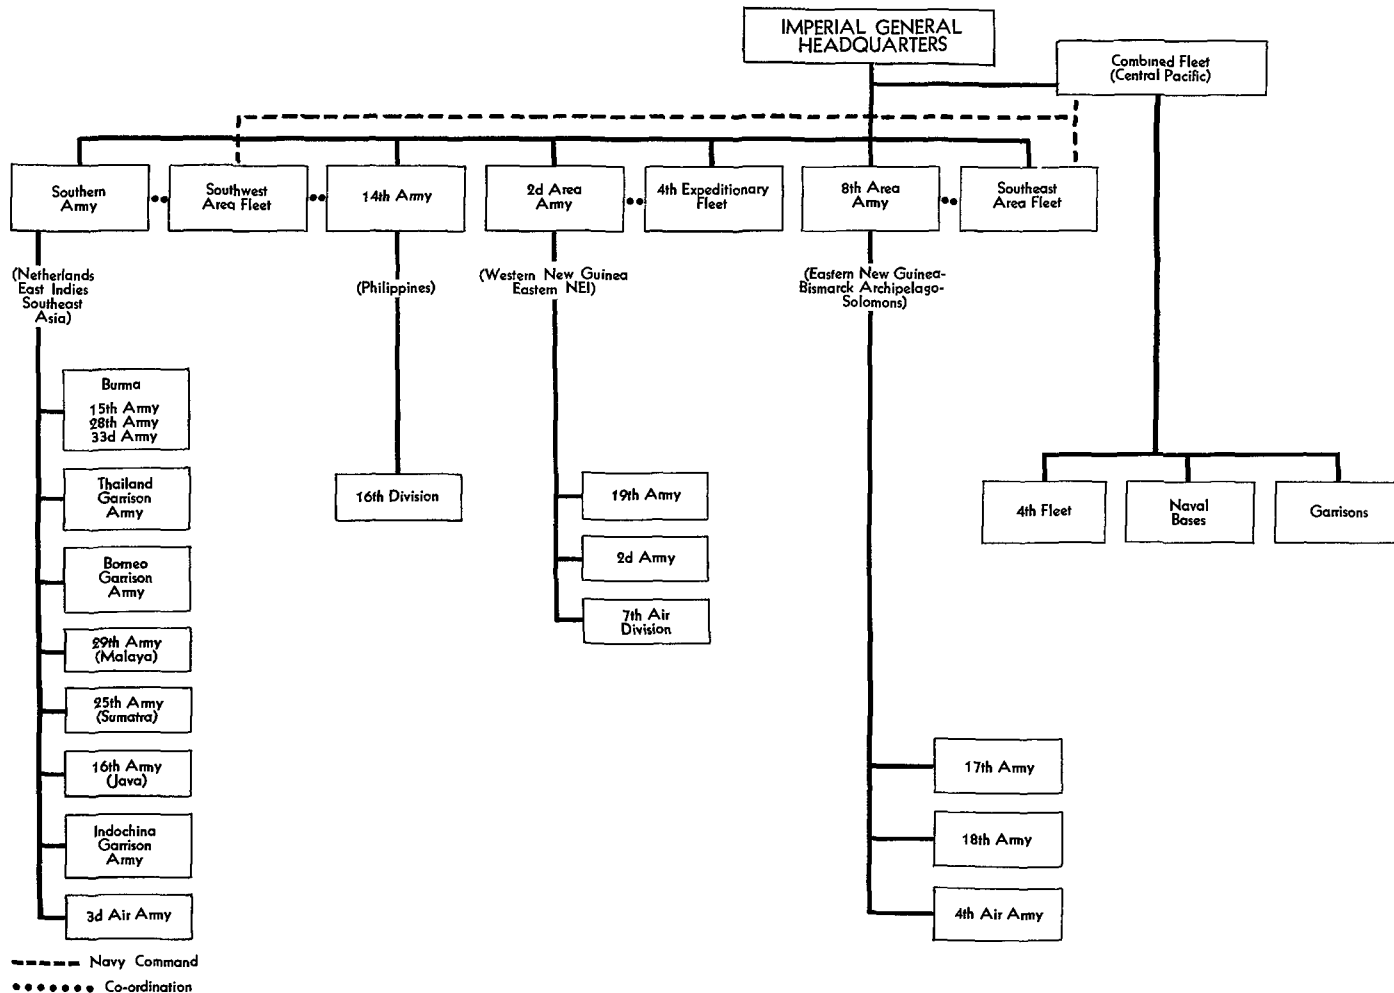 IMPERIAL GENERAL
HEADQUARTERS
Combined Fleet
(Central Pacific)
Southern
Army
Southwest
Area Fleet
14th Army
2d Area
Army
4th Expeditionary
Fleet
8th Area
Army
Southeast
Area Fleet
(Netherlands
East Indies
Southeast
Asia)
(Philippines)
(Western New Guinea
Eastern NEI)
(Eastern New Guinea-
Bismarck Archipelago-
Solomons)
Burma
15th Army
28th Army
33d Army
Thailand
Garrison
Army
Borneo
Garrison
Army
29th Army
(Malaya)
25th Army
(Sumatra)
16th Army
(Java)
Indochina
Garrison
Army
3d Air Army
16th Division
19th Army
2d Army
7th Air
Division
17th Army
18th Army
4th Air Army
4th Fleet
Naval
Bases
Garrisons
Navy Command
Co-ordination